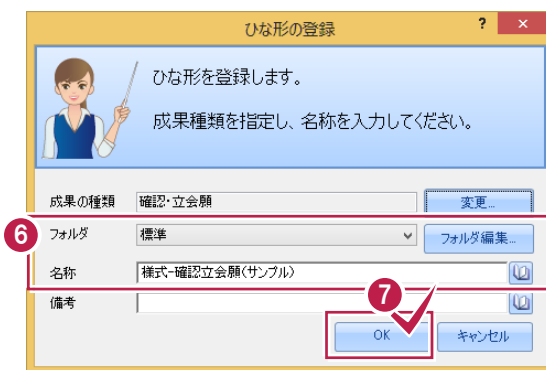 ひな形の登録 ? ×
ひな形を登録します。
成果種類を指定し、名称を入力してください。
成果の種類 確認・立会願 変更...
6 フォルダ 標準 フォルダ編集...
名称 様式-確認立会願(サンプル)
備考 7
OK キャンセル